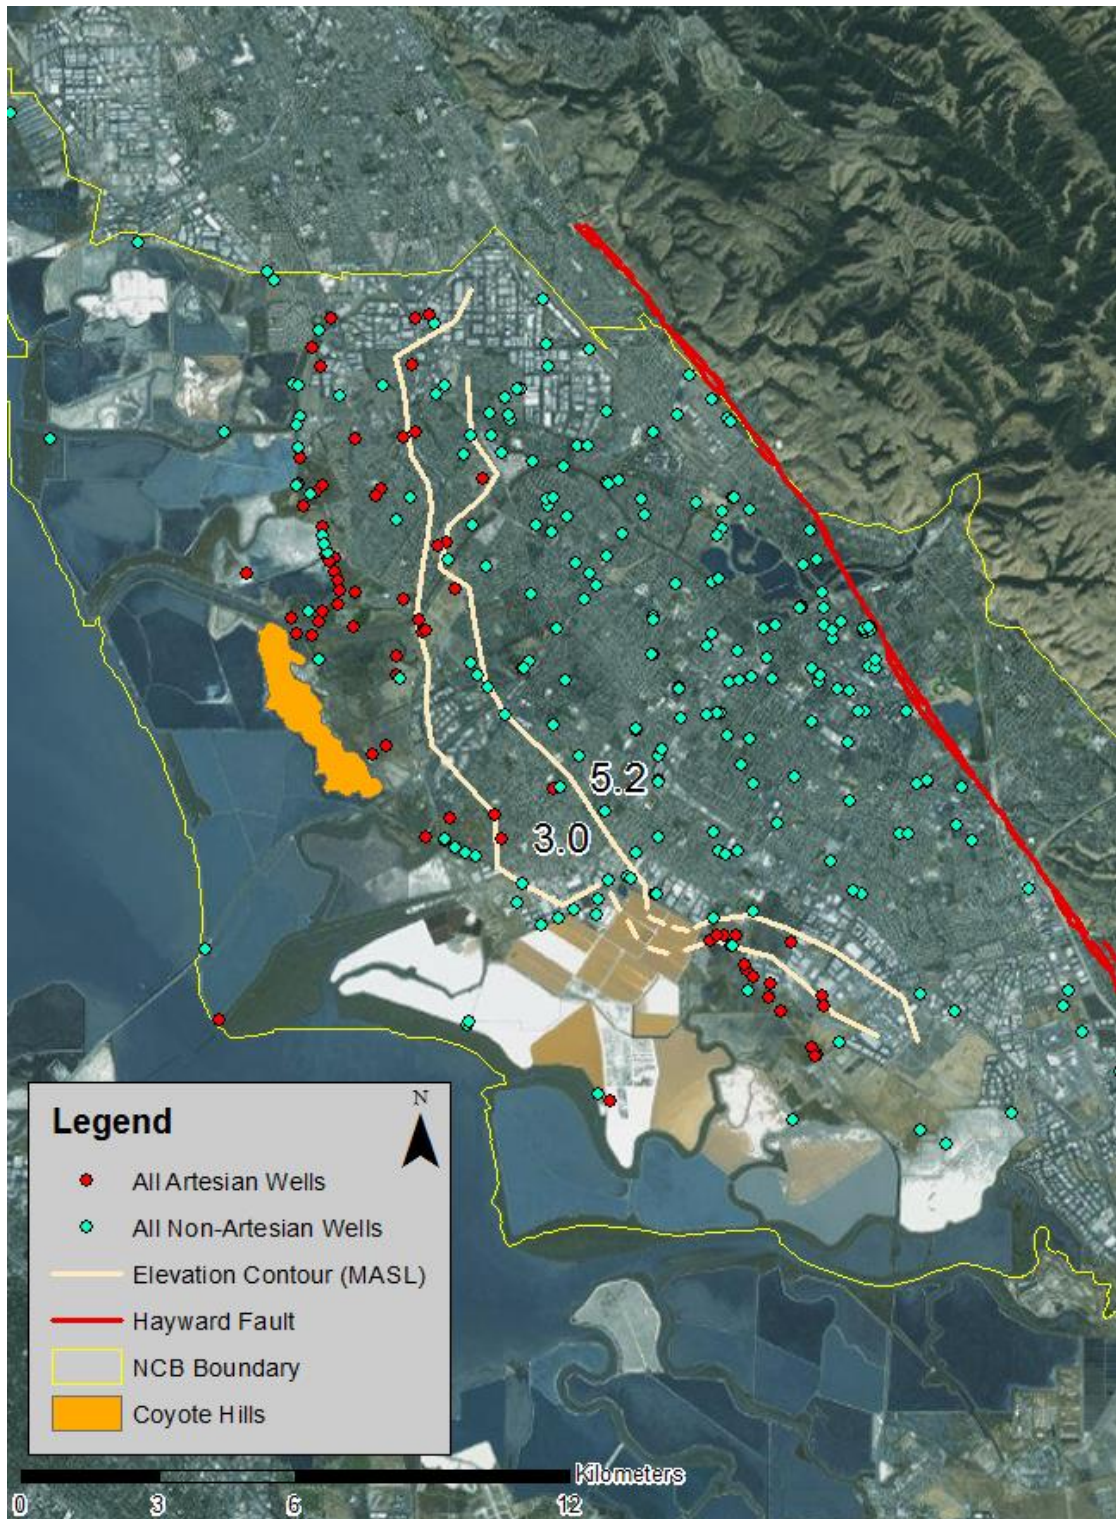 5.2
3.0
Legend
N
All Artesian Wells
All Non-Artesian Wells
Elevation Contour (MASL)
Hayward Fault
NCB Boundary
Coyote Hills
Kilometers
0 3 6 12